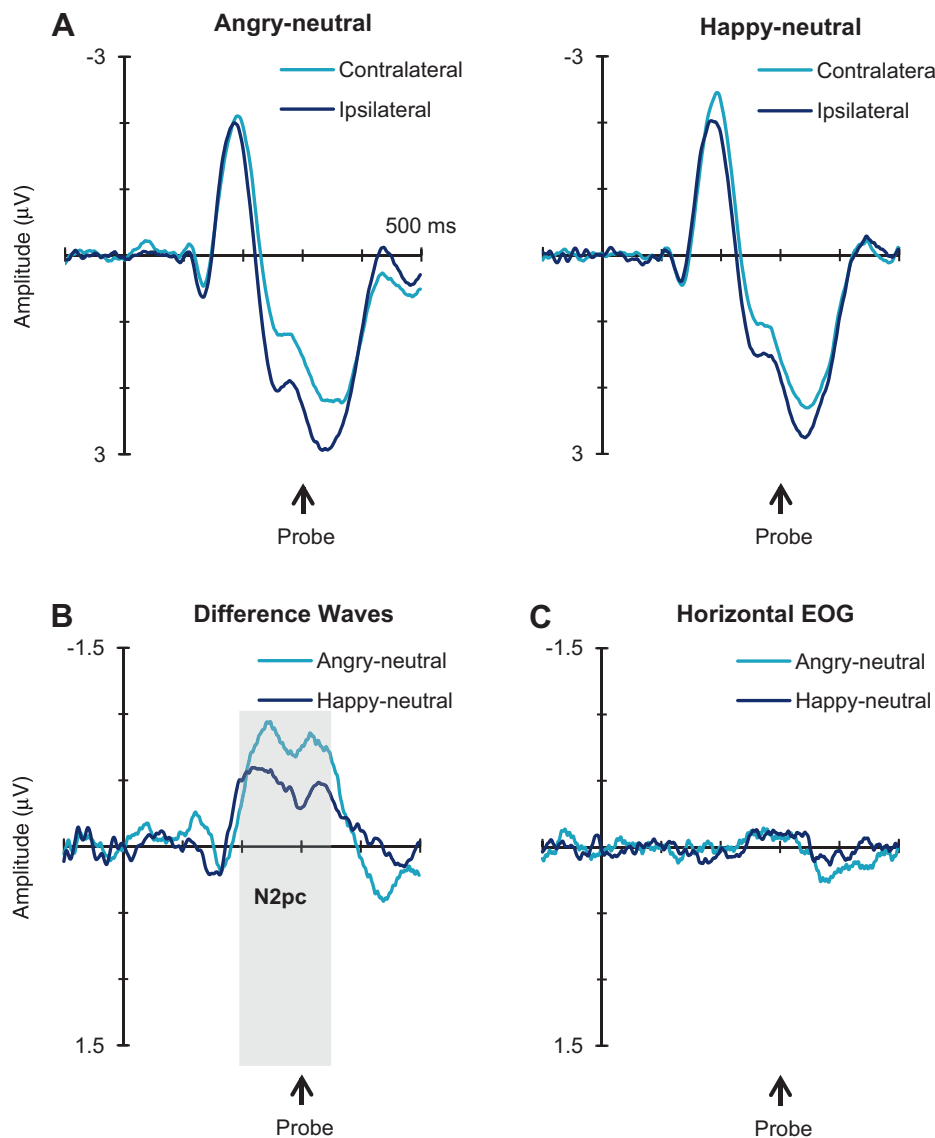 A
Angry-neutral
-3
Contralateral
Ipsilateral
500 ms
Amplitude (μV)
3
Probe
Happy-neutral
-3
Contralatera
Ipsilateral
3
Probe
B
Difference Waves
-1.5
Angry-neutral
Happy-neutral
Amplitude (μV)
N2pc
1.5
Probe
C
Horizontal EOG
-1.5
Angry-neutral
Happy-neutral
1.5
Probe